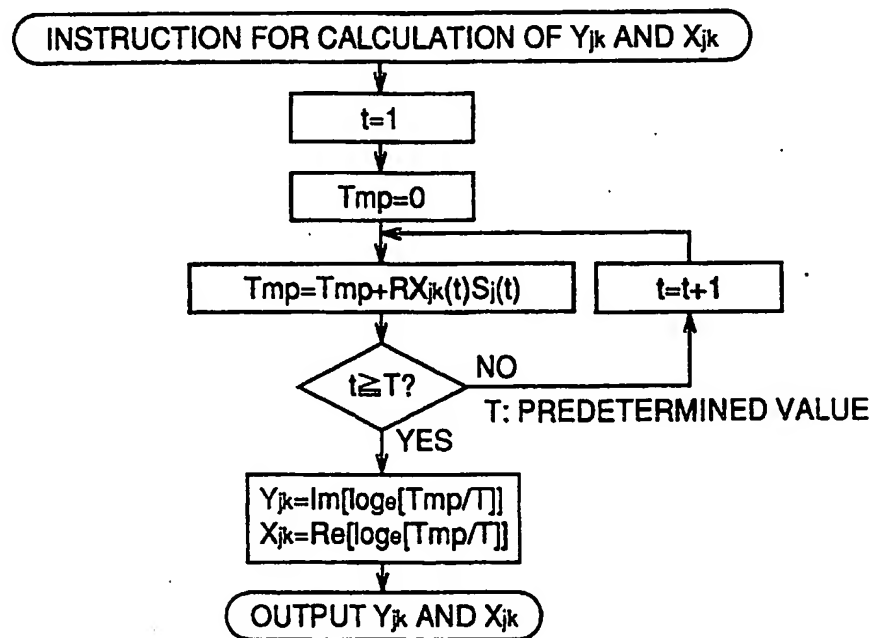 INSTRUCTION FOR CALCULATION OF Yjk AND Xjk
t=1
Tmp=0
Tmp=Tmp+RXjk(t)Sj(t)
t=t+1
t≧T?
NO
T: PREDETERMINED VALUE
YES
Yjk=Im[loge[Tmp/T]]
Xjk=Re[loge[Tmp/T]]
OUTPUT Yjk AND Xjk